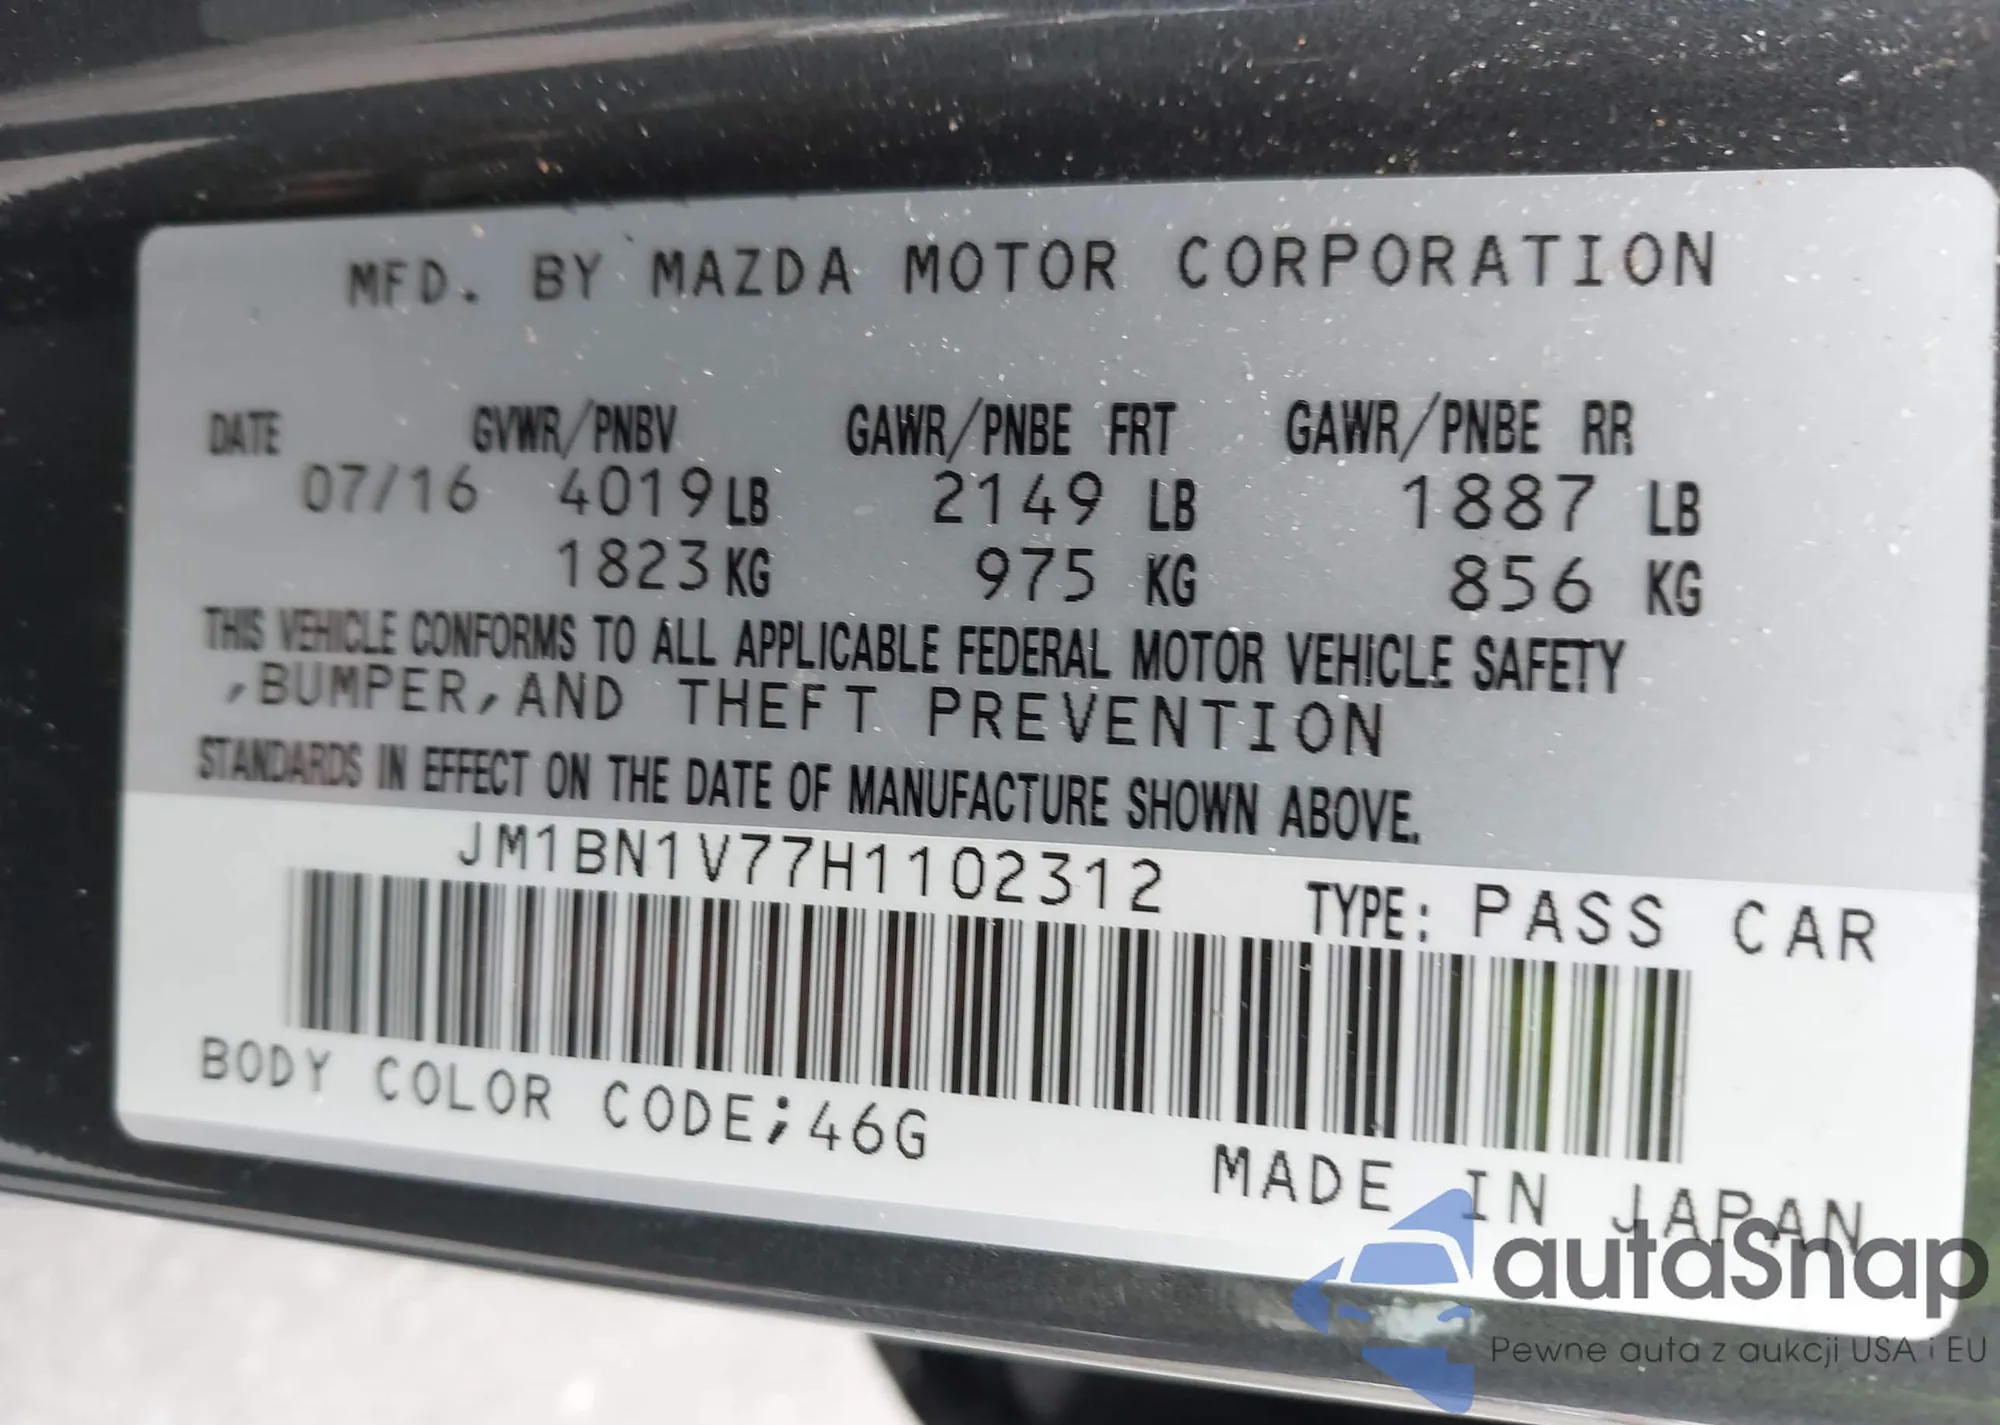 MFD. BY MAZDA MOTOR CORPORATION
DATE GVWR/PNBV GAWR/PNBE FRT GAWR/PNBE RR
07/16 4019 LB 2149 LB 1887 LB
1823 KG 975 KG 856 KG
THIS VEHICLE CONFORMS TO ALL APPLICABLE FEDERAL MOTOR VEHICLE SAFETY
,BUMPER,AND THEFT PREVENTION
STANDARDS IN EFFECT ON THE DATE OF MANUFACTURE SHOWN ABOVE.
JM1BN1V77H1102312 TYPE: PASS CAR
BODY COLOR CODE;46G
MADE IN JAPAN
autaSnap
Pewne auta z aukcji USA i EU